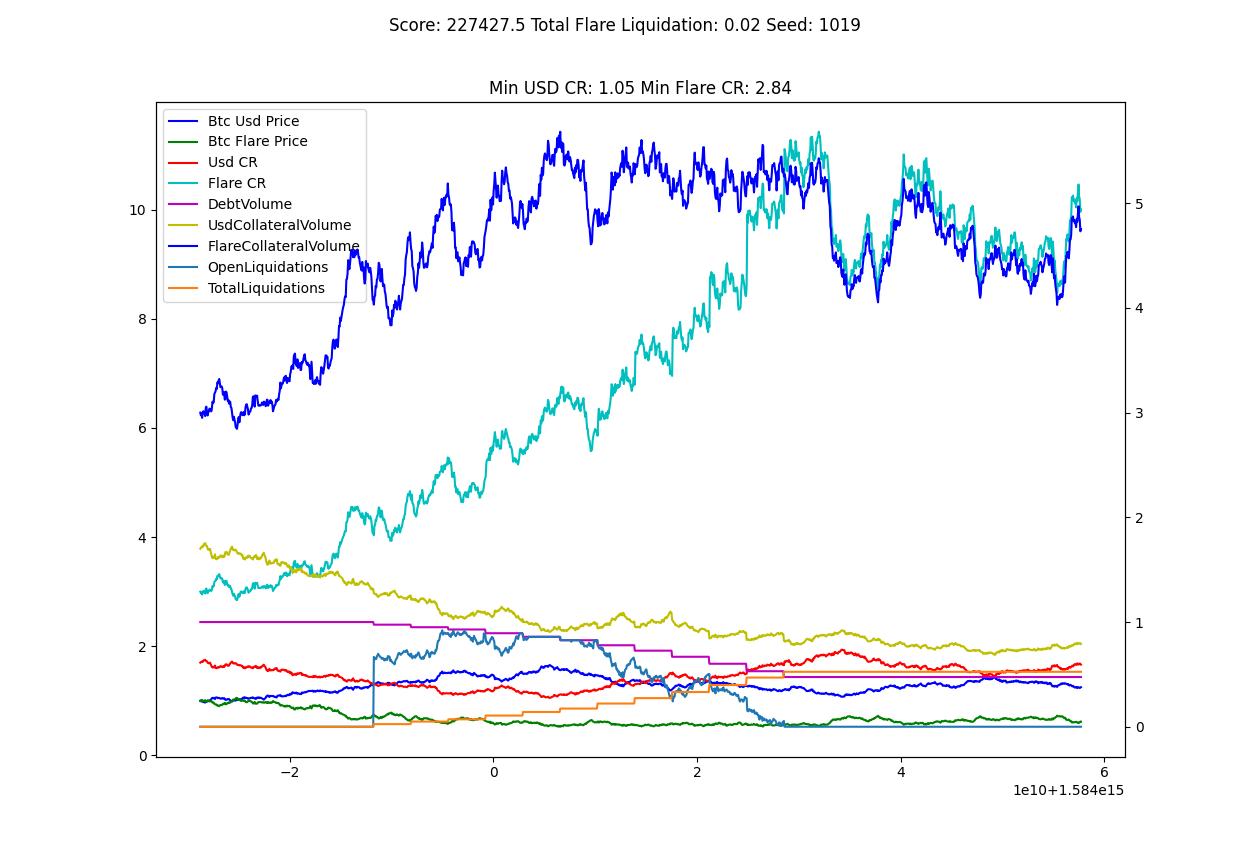 Score: 227427.5 Total Flare Liquidation: 0.02 Seed: 1019
Min USD CR: 1.05 Min Flare CR: 2.84
Btc Usd Price
Btc Flare Price
Usd CR
Flare CR
DebtVolume
UsdCollateralVolume
FlareCollateralVolume
OpenLiquidations
TotalLiquidations
10
8
6
4
2
0
5
4
3
2
1
0
−2
0
2
4
6
1e10+1.584e15